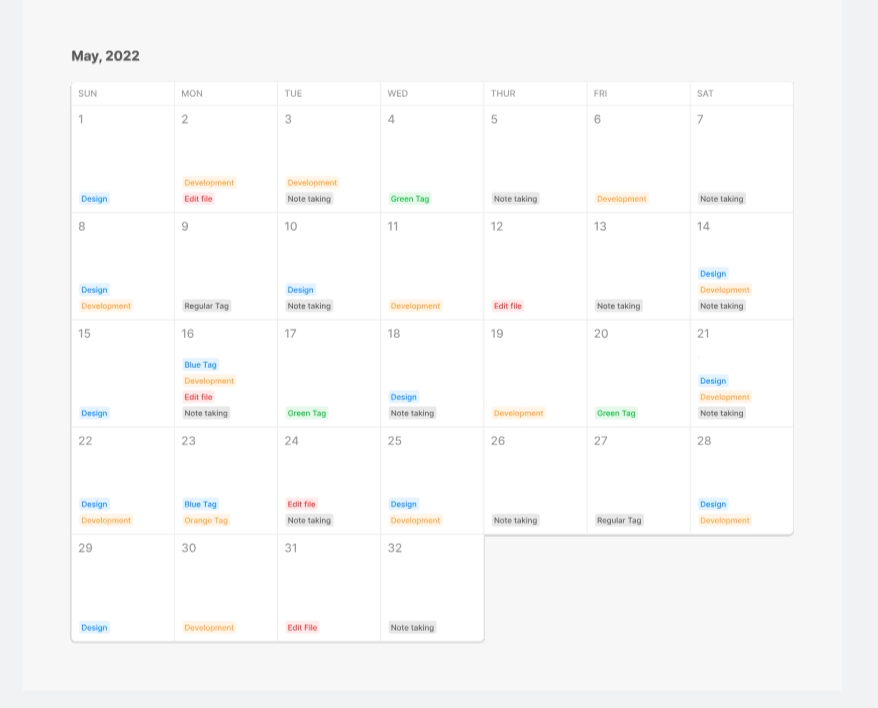 May, 2022
SUN MON TUE WED THUR FRI SAT
1 2 3 4 5 6 7
Development Development
Design Edit file Note taking Green Tag Note taking Development Note taking
8 9 10 11 12 13 14
Design
Design Design Development
Development Regular Tag Note taking Development Edit file Note taking Note taking
15 16 17 18 19 20 21
Blue Tag
Development Design
Edit file Design Development
Design Note taking Green Tag Note taking Development Green Tag Note taking
22 23 24 25 26 27 28
Design Blue Tag Edit file Design Design
Development Orange Tag Note taking Development Note taking Regular Tag Development
29 30 31 32
Design Development Edit File Note taking